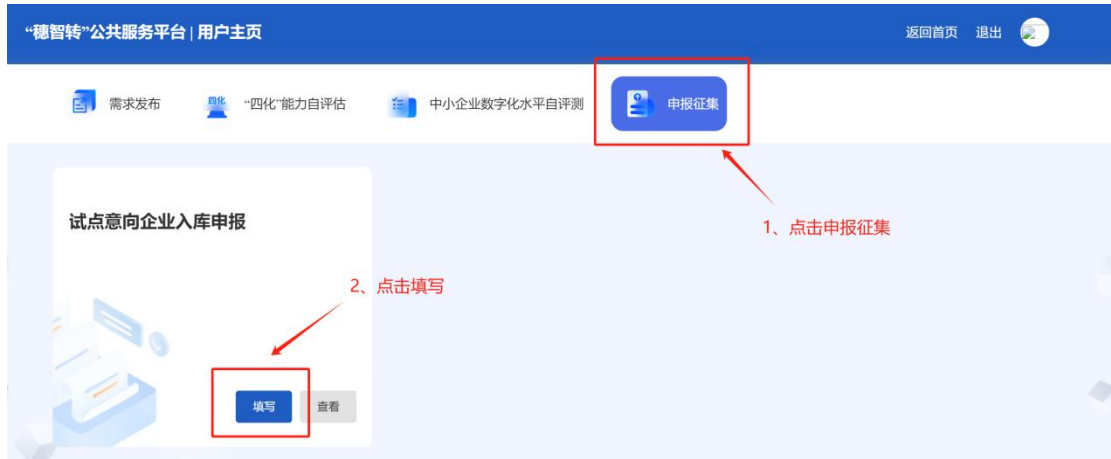 “穗智转”公共服务平台 | 用户主页
返回首页 退出
需求发布 四化 “四化”能力自评估 中小企业数字化水平自评测 申报征集
试点意向企业入库申报
1、点击申报征集
2、点击填写
填写 查看